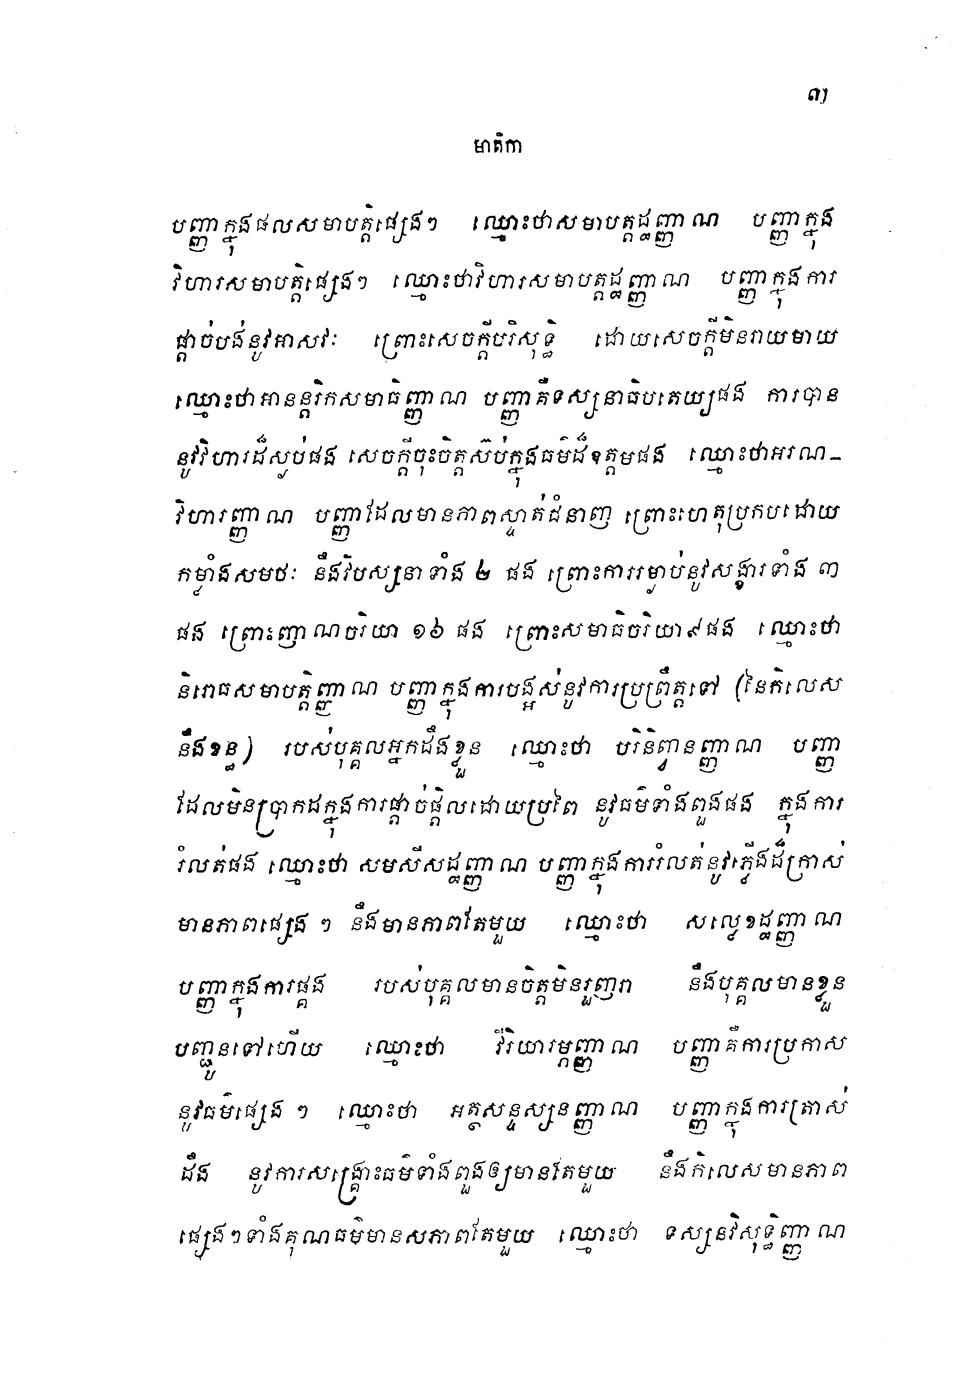 ៣
មាតិកា
បញ្ញាក្នុងផលសមាបត្តិផ្សេងៗ ឈ្មោះថាសមាបត្តដ្ឋញ្ញាណ បញ្ញាក្នុង
វិហារសមាបត្តិផ្សេងៗ ឈ្មោះថាវិហារសមាបត្តដ្ឋញ្ញាណ បញ្ញាក្នុងការ
ផ្តាច់បង់នូវអាសវៈ ព្រោះសេចក្តីបរិសុទ្ធិ ដោយសេចក្តីមិនរាយមាយ
ឈ្មោះថាអានន្តរិកសមាធិញ្ញាណ បញ្ញាគឺទស្សនាធិបតេយ្យផង ការបាន
នូវវិហារដ៏ស្ងប់ផង សេចក្តីចុះចិត្តស៊ប់ក្នុងធម៌ដ៏ឧត្តមផង ឈ្មោះថាអរណ-
វិហារញ្ញាណ បញ្ញាដែលមានភាពស្ទាត់ជំនាញ ព្រោះហេតុប្រកបដោយ
កម្លាំងសមថៈ នឹងវិបស្សនាទាំង ២ ផង ព្រោះការរម្ងាប់នូវសង្ខារទាំង ៣
ផង ព្រោះញាណចរិយា ១៦ ផង ព្រោះសមាធិចរិយា ៩ ផង ឈ្មោះថា
និរោធសមាបត្តិញ្ញាណ បញ្ញាក្នុងការបង្អស់នូវការប្រព្រឹត្តទៅ (នៃកិលេស
នឹងខន្ធ) របស់បុគ្គលអ្នកដឹងខ្លួន ឈ្មោះថា បរិនិព្វានញ្ញាណ បញ្ញា
ដែលមិនប្រាកដក្នុងការផ្តាច់ផ្តិលដោយប្រពៃ នូវធម៌ទាំងពួងផង ក្នុងការ
រំលត់ផង ឈ្មោះថា សមសីសដ្ឋញ្ញាណ បញ្ញាក្នុងការរំលត់នូវភ្លើងដ៏ក្រាស់
មានភាពផ្សេង ៗ នឹងមានភាពតែមួយ ឈ្មោះថា សល្លេខដ្ឋញ្ញាណ
បញ្ញាក្នុងការផ្គង របស់បុគ្គលមានចិត្តមិនរួញរា នឹងបុគ្គលមានខ្លួន
បញ្ជូនទៅហើយ ឈ្មោះថា វីរិយារម្ភញ្ញាណ បញ្ញាគឺការប្រកាស
នូវធម៌ផ្សេង ៗ ឈ្មោះថា អត្ថសន្ទស្សនញ្ញាណ បញ្ញាក្នុងការត្រាស់
ដឹង នូវការសង្គ្រោះធម៌ទាំងពួងឲ្យមានតែមួយ នឹងកិលេសមានភាព
ផ្សេងៗទាំងគុណធម៌មានសភាពតែមួយ ឈ្មោះថា ទស្សនវិសុទ្ធិញ្ញាណ